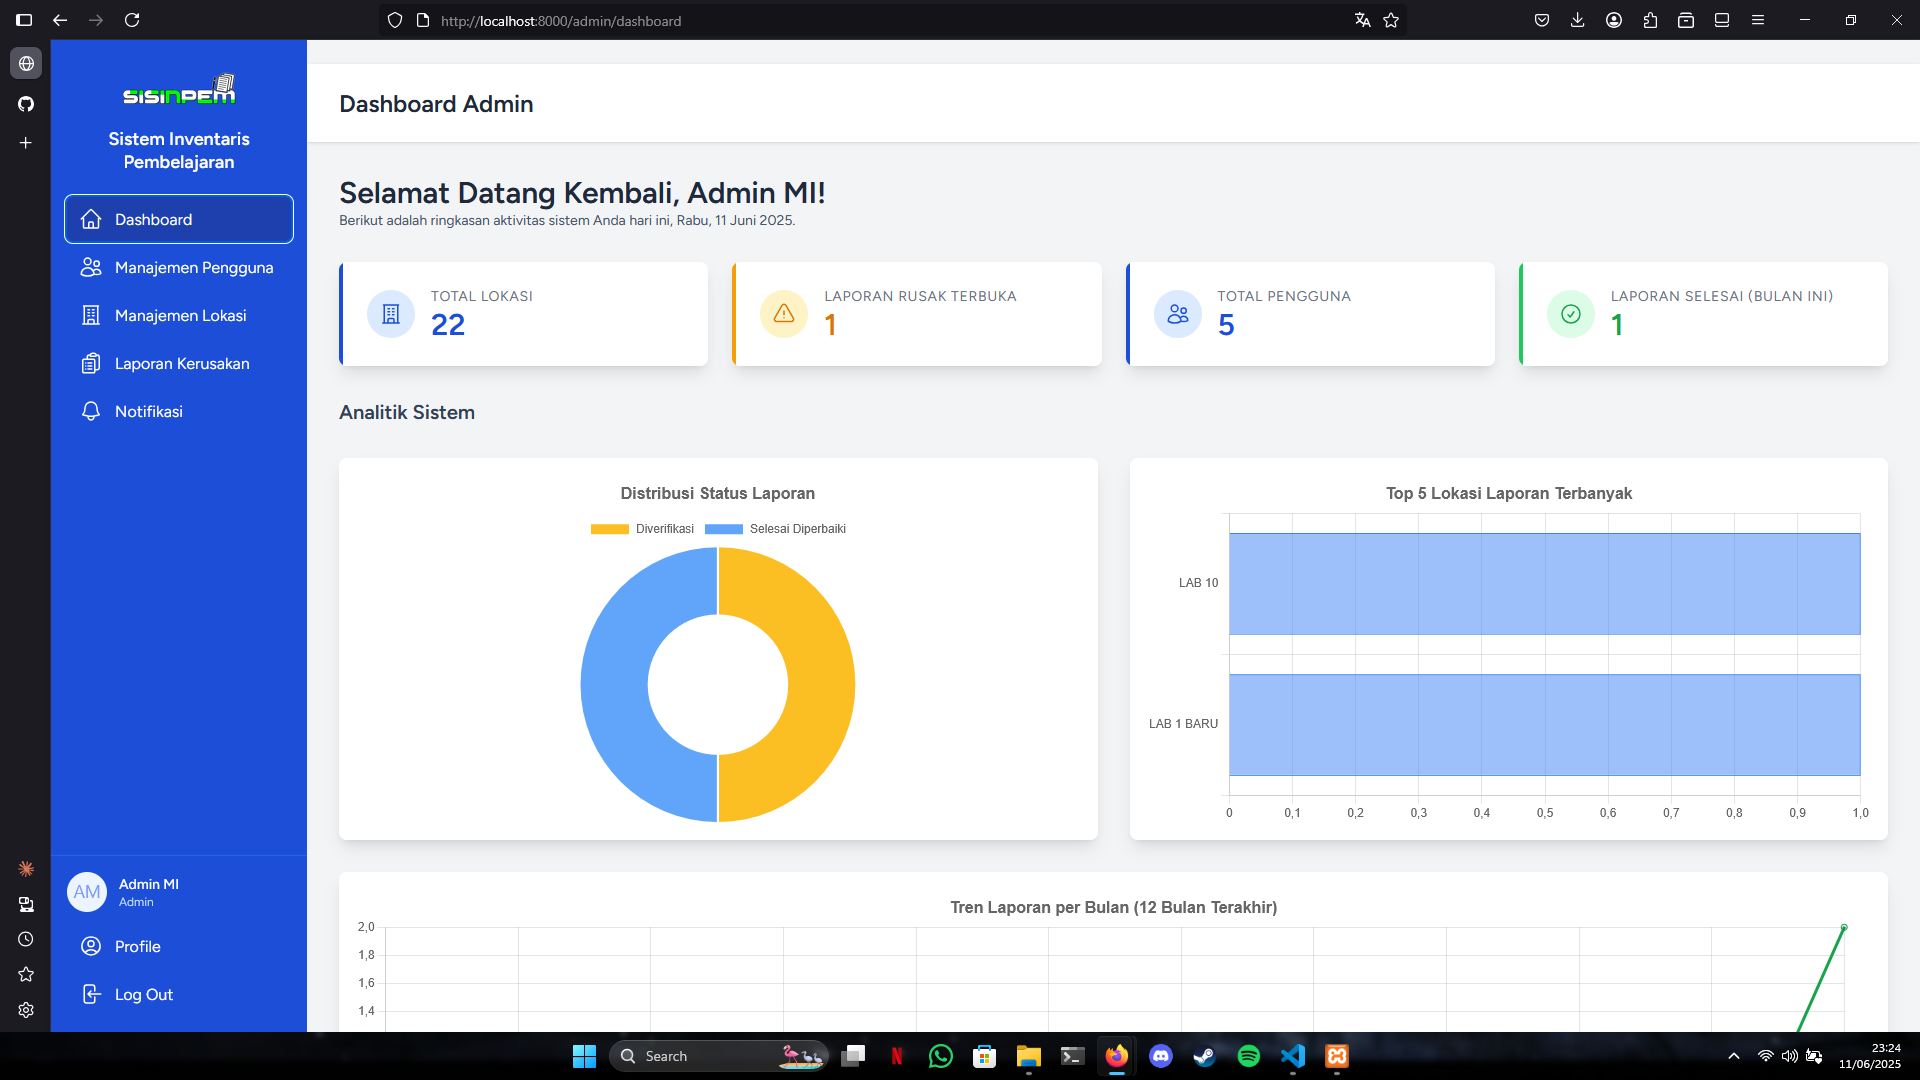 http://localhost:8000/admin/dashboard
SISINPEM
Sistem Inventaris
Pembelajaran
Dashboard
Manajemen Pengguna
Manajemen Lokasi
Laporan Kerusakan
Notifikasi
AM
Admin MI
Admin
Profile
Log Out
Dashboard Admin
Selamat Datang Kembali, Admin MI!
Berikut adalah ringkasan aktivitas sistem Anda hari ini, Rabu, 11 Juni 2025.
TOTAL LOKASI
22
LAPORAN RUSAK TERBUKA
1
TOTAL PENGGUNA
5
LAPORAN SELESAI (BULAN INI)
1
Analitik Sistem
Distribusi Status Laporan
Diverifikasi
Selesai Diperbaiki
Top 5 Lokasi Laporan Terbanyak
LAB 10
LAB 1 BARU
0 0,1 0,2 0,3 0,4 0,5 0,6 0,7 0,8 0,9 1,0
Tren Laporan per Bulan (12 Bulan Terakhir)
2,0
1,8
1,6
1,4
Search
23:24
11/06/2025